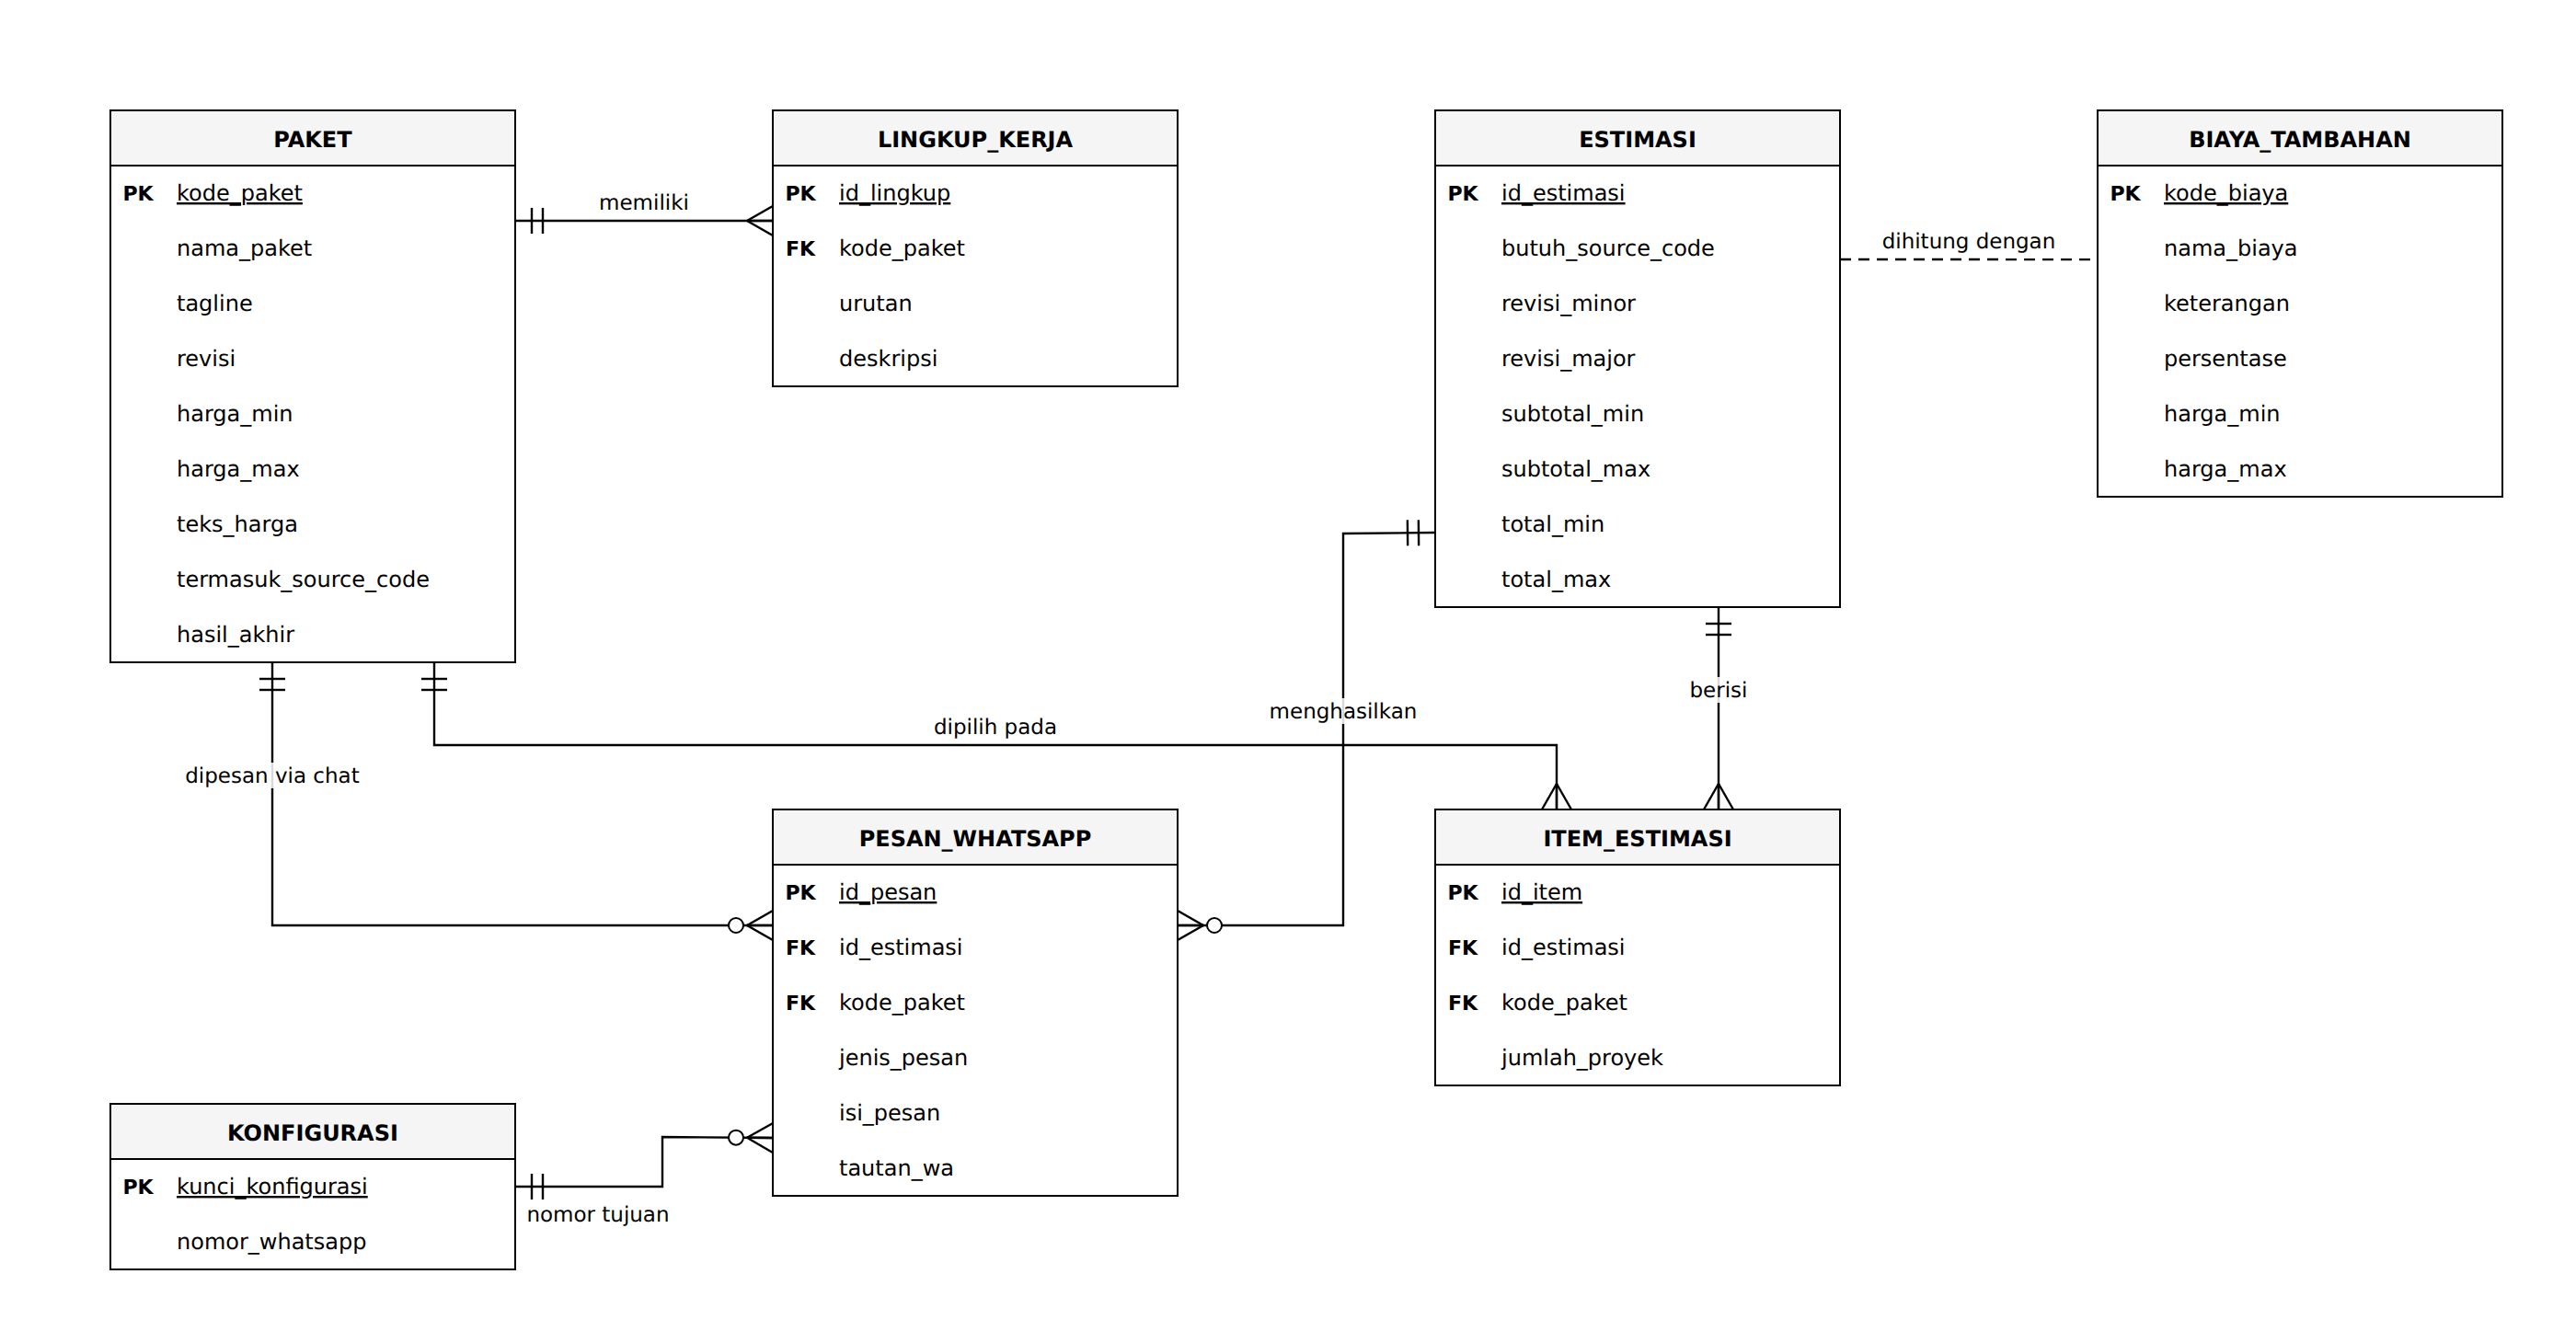 PAKET
PK kode_paket
nama_paket
tagline
revisi
harga_min
harga_max
teks_harga
termasuk_source_code
hasil_akhir
memiliki
LINGKUP_KERJA
PK id_lingkup
FK kode_paket
urutan
deskripsi
ESTIMASI
PK id_estimasi
butuh_source_code
revisi_minor
revisi_major
subtotal_min
subtotal_max
total_min
total_max
dihitung dengan
BIAYA_TAMBAHAN
PK kode_biaya
nama_biaya
keterangan
persentase
harga_min
harga_max
berisi
menghasilkan
dipilih pada
dipesan via chat
PESAN_WHATSAPP
PK id_pesan
FK id_estimasi
FK kode_paket
jenis_pesan
isi_pesan
tautan_wa
ITEM_ESTIMASI
PK id_item
FK id_estimasi
FK kode_paket
jumlah_proyek
KONFIGURASI
PK kunci_konfigurasi
nomor_whatsapp
nomor tujuan